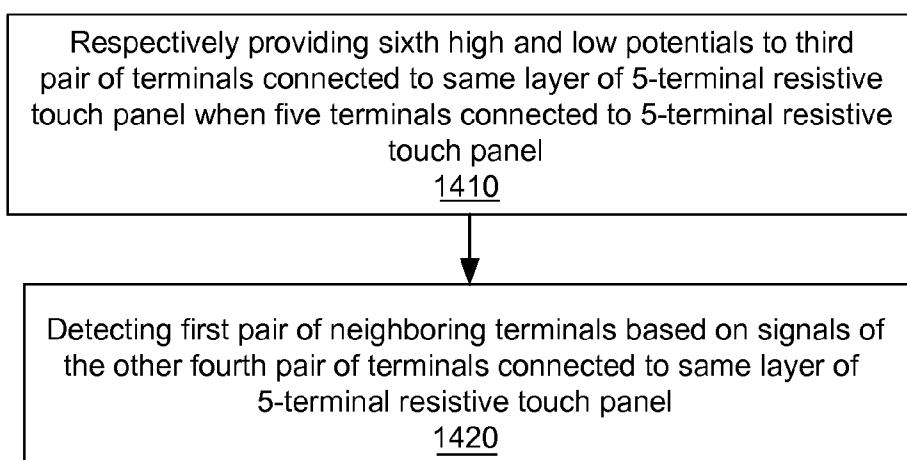 Respectively providing sixth high and low potentials to third
pair of terminals connected to same layer of 5-terminal resistive
touch panel when five terminals connected to 5-terminal resistive
touch panel
1410
Detecting first pair of neighboring terminals based on signals of
the other fourth pair of terminals connected to same layer of
5-terminal resistive touch panel
1420